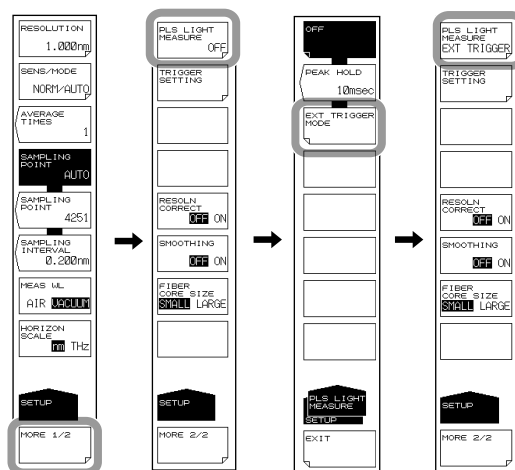 RESOLUTION
1.000nm
SENS/MODE
NORM/AUTO
AVERAGE
TIMES
1
SAMPLING
POINT
AUTO
SAMPLING
POINT
4251
SAMPLING
INTERVAL
0.200nm
MEAS WL
AIR VACUUM
HORIZON
SCALE
nm THz
SETUP
MORE 1/2
PLS LIGHT
MEASURE
OFF
TRIGGER
SETTING
RESOLN
CORRECT
OFF ON
SMOOTHING
OFF ON
FIBER
CORE SIZE
SMALL LARGE
SETUP
MORE 2/2
OFF
PEAK HOLD
10msec
EXT TRIGGER
MODE
PLS LIGHT
MEASURE
SETUP
EXIT
PLS LIGHT
MEASURE
EXT TRIGGER
TRIGGER
SETTING
RESOLN
CORRECT
OFF ON
SMOOTHING
OFF ON
FIBER
CORE SIZE
SMALL LARGE
SETUP
MORE 2/2